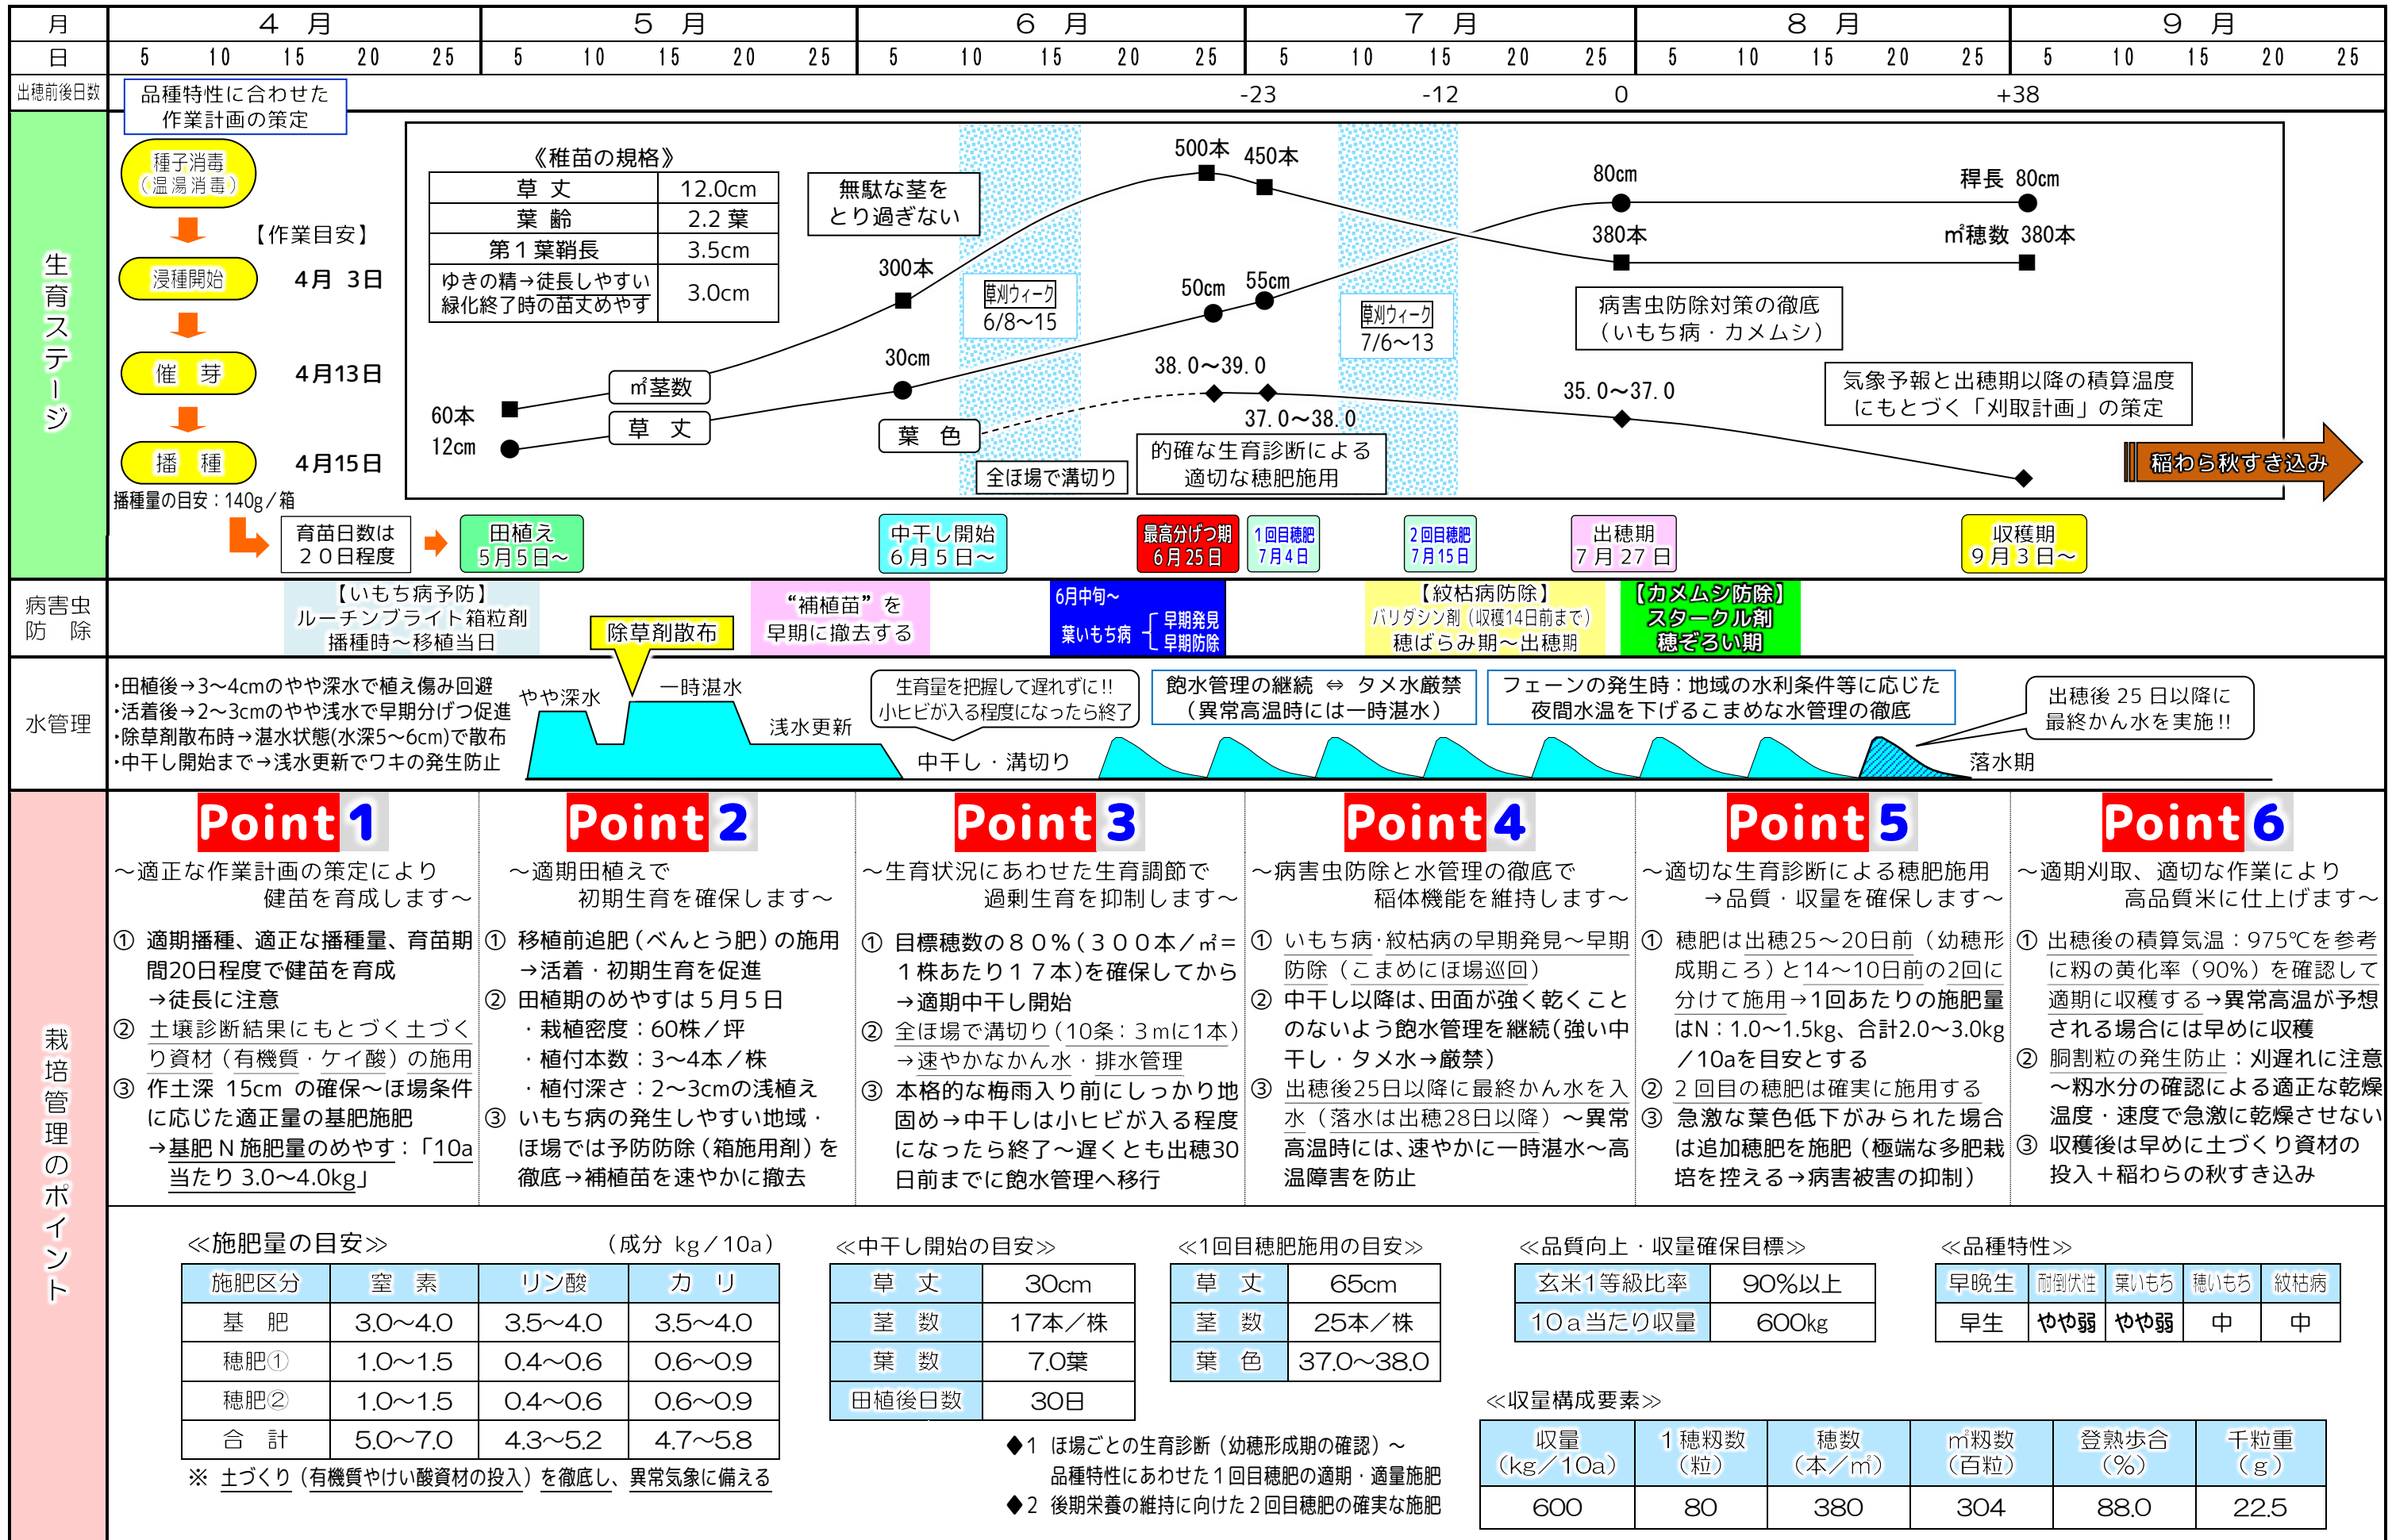 月 4 月 5 月 6 月 7 月 8 月 9 月
日 5 10 15 20 25 5 10 15 20 25 5 10 15 20 25 5 10 15 20 25 5 10 15 20 25 5 10 15 20 25
出穂前後日数 -23 -12 0 +38
品種特性に合わせた
作業計画の策定
生育ステージ
種子消毒
（温湯消毒）
【作業目安】
浸種開始 4月 3日
催 芽 4月13日
播 種 4月15日
播種量の目安：140g／箱
育苗日数は
２０日程度
《稚苗の規格》
草 丈 12.0cm
葉 齢 2.2 葉
第１葉鞘長 3.5cm
ゆきの精→徒長しやすい
緑化終了時の苗丈めやす 3.0cm
無駄な茎を
とり過ぎない
60本
㎡茎数
300本
500本
450本
380本
㎡穂数 380本
12cm
草 丈
30cm
50cm
55cm
80cm
稈長 80cm
葉 色
38.0〜39.0
37.0〜38.0
35.0〜37.0
草刈ウィーク
6/8〜15
草刈ウィーク
7/6〜13
全ほ場で溝切り
的確な生育診断による
適切な穂肥施用
病害虫防除対策の徹底
（いもち病・カメムシ）
気象予報と出穂期以降の積算温度
にもとづく「刈取計画」の策定
稲わら秋すき込み
田植え
5月5日〜
中干し開始
6月5日〜
最高分げつ期
6月25日
1回目穂肥
7月4日
2回目穂肥
7月15日
出穂期
7月27日
収穫期
9月3日〜
病害虫
防 除
【いもち病予防】
ルーチンブライト箱粒剤
播種時〜移植当日
除草剤散布
“補植苗”を
早期に撤去する
6月中旬〜
葉いもち病
早期発見
早期防除
【紋枯病防除】
バリダシン剤（収穫14日前まで）
穂ばらみ期〜出穂期
【カメムシ防除】
スタークル剤
穂ぞろい期
水管理
・田植後→3〜4cmのやや深水で植え傷み回避
・活着後→2〜3cmのやや浅水で早期分げつ促進
・除草剤散布時→湛水状態(水深5〜6cm)で散布
・中干し開始まで→浅水更新でワキの発生防止
やや深水
一時湛水
浅水更新
生育量を把握して遅れずに!!
小ヒビが入る程度になったら終了
中干し・溝切り
飽水管理の継続 ⇔ タメ水厳禁
（異常高温時には一時湛水）
フェーンの発生時：地域の水利条件等に応じた
夜間水温を下げるこまめな水管理の徹底
出穂後 25 日以降に
最終かん水を実施!!
落水期
栽培管理のポイント
Point 1
〜適正な作業計画の策定により
健苗を育成します〜
① 適期播種、適正な播種量、育苗期
間20日程度で健苗を育成
→徒長に注意
② 土壌診断結果にもとづく土づく
り資材（有機質・ケイ酸）の施用
③ 作土深 15cm の確保〜ほ場条件
に応じた適正量の基肥施肥
→基肥 N 施肥量のめやす：「10a
当たり 3.0〜4.0kg」
Point 2
〜適期田植えで
初期生育を確保します〜
① 移植前追肥（べんとう肥）の施用
→活着・初期生育を促進
② 田植期のめやすは５月５日
・栽植密度：60株／坪
・植付本数：3〜4本／株
・植付深さ：2〜3cmの浅植え
③ いもち病の発生しやすい地域・
ほ場では予防防除（箱施用剤）を
徹底→補植苗を速やかに撤去
Point 3
〜生育状況にあわせた生育調節で
過剰生育を抑制します〜
① 目標穂数の８０％（３００本／㎡＝
１株あたり１７本）を確保してから
→適期中干し開始
② 全ほ場で溝切り（10条：３ｍに1本）
→速やかなかん水・排水管理
③ 本格的な梅雨入り前にしっかり地
固め→中干しは小ヒビが入る程度
になったら終了〜遅くとも出穂30
日前までに飽水管理へ移行
Point 4
〜病害虫防除と水管理の徹底で
稲体機能を維持します〜
① いもち病・紋枯病の早期発見〜早期
防除（こまめにほ場巡回）
② 中干し以降は、田面が強く乾くこと
のないよう飽水管理を継続（強い中
干し・タメ水→厳禁）
③ 出穂後25日以降に最終かん水を入
水（落水は出穂28日以降）〜異常
高温時には、速やかに一時湛水〜高
温障害を防止
Point 5
〜適切な生育診断による穂肥施用
→品質・収量を確保します〜
① 穂肥は出穂25〜20日前（幼穂形
成期ころ）と14〜10日前の2回に
分けて施用→1回あたりの施肥量
はN：1.0〜1.5kg、合計2.0〜3.0kg
／10aを目安とする
② 2回目の穂肥は確実に施用する
③ 急激な葉色低下がみられた場合
は追加穂肥を施肥（極端な多肥栽
培を控える→病害被害の抑制）
Point 6
〜適期刈取、適切な作業により
高品質米に仕上げます〜
① 出穂後の積算気温：975℃を参考
に籾の黄化率（90％）を確認して
適期に収穫する→異常高温が予想
される場合には早めに収穫
② 胴割粒の発生防止：刈遅れに注意
〜籾水分の確認による適正な乾燥
温度・速度で急激に乾燥させない
③ 収穫後は早めに土づくり資材の
投入＋稲わらの秋すき込み
≪施肥量の目安≫ （成分 kg／10a）
施肥区分 窒 素 リン酸 カ リ
基 肥 3.0〜4.0 3.5〜4.0 3.5〜4.0
穂肥① 1.0〜1.5 0.4〜0.6 0.6〜0.9
穂肥② 1.0〜1.5 0.4〜0.6 0.6〜0.9
合 計 5.0〜7.0 4.3〜5.2 4.7〜5.8
※ 土づくり（有機質やけい酸資材の投入）を徹底し、異常気象に備える
≪中干し開始の目安≫
草 丈 30cm
茎 数 17本／株
葉 数 7.0葉
田植後日数 30日
≪1回目穂肥施用の目安≫
草 丈 65cm
茎 数 25本／株
葉 色 37.0〜38.0
◆1 ほ場ごとの生育診断（幼穂形成期の確認）〜
品種特性にあわせた１回目穂肥の適期・適量施肥
◆2 後期栄養の維持に向けた２回目穂肥の確実な施肥
≪品質向上・収量確保目標≫
玄米1等級比率 90％以上
10ａ当たり収量 600kg
≪品種特性≫
早晩生 耐倒伏性 葉いもち 穂いもち 紋枯病
早生 やや弱 やや弱 中 中
≪収量構成要素≫
収量 １穂籾数 穂数 ㎡籾数 登熟歩合 千粒重
（kg／10a） （粒） （本／㎡） （百粒） （％） （ｇ）
600 80 380 304 88.0 22.5